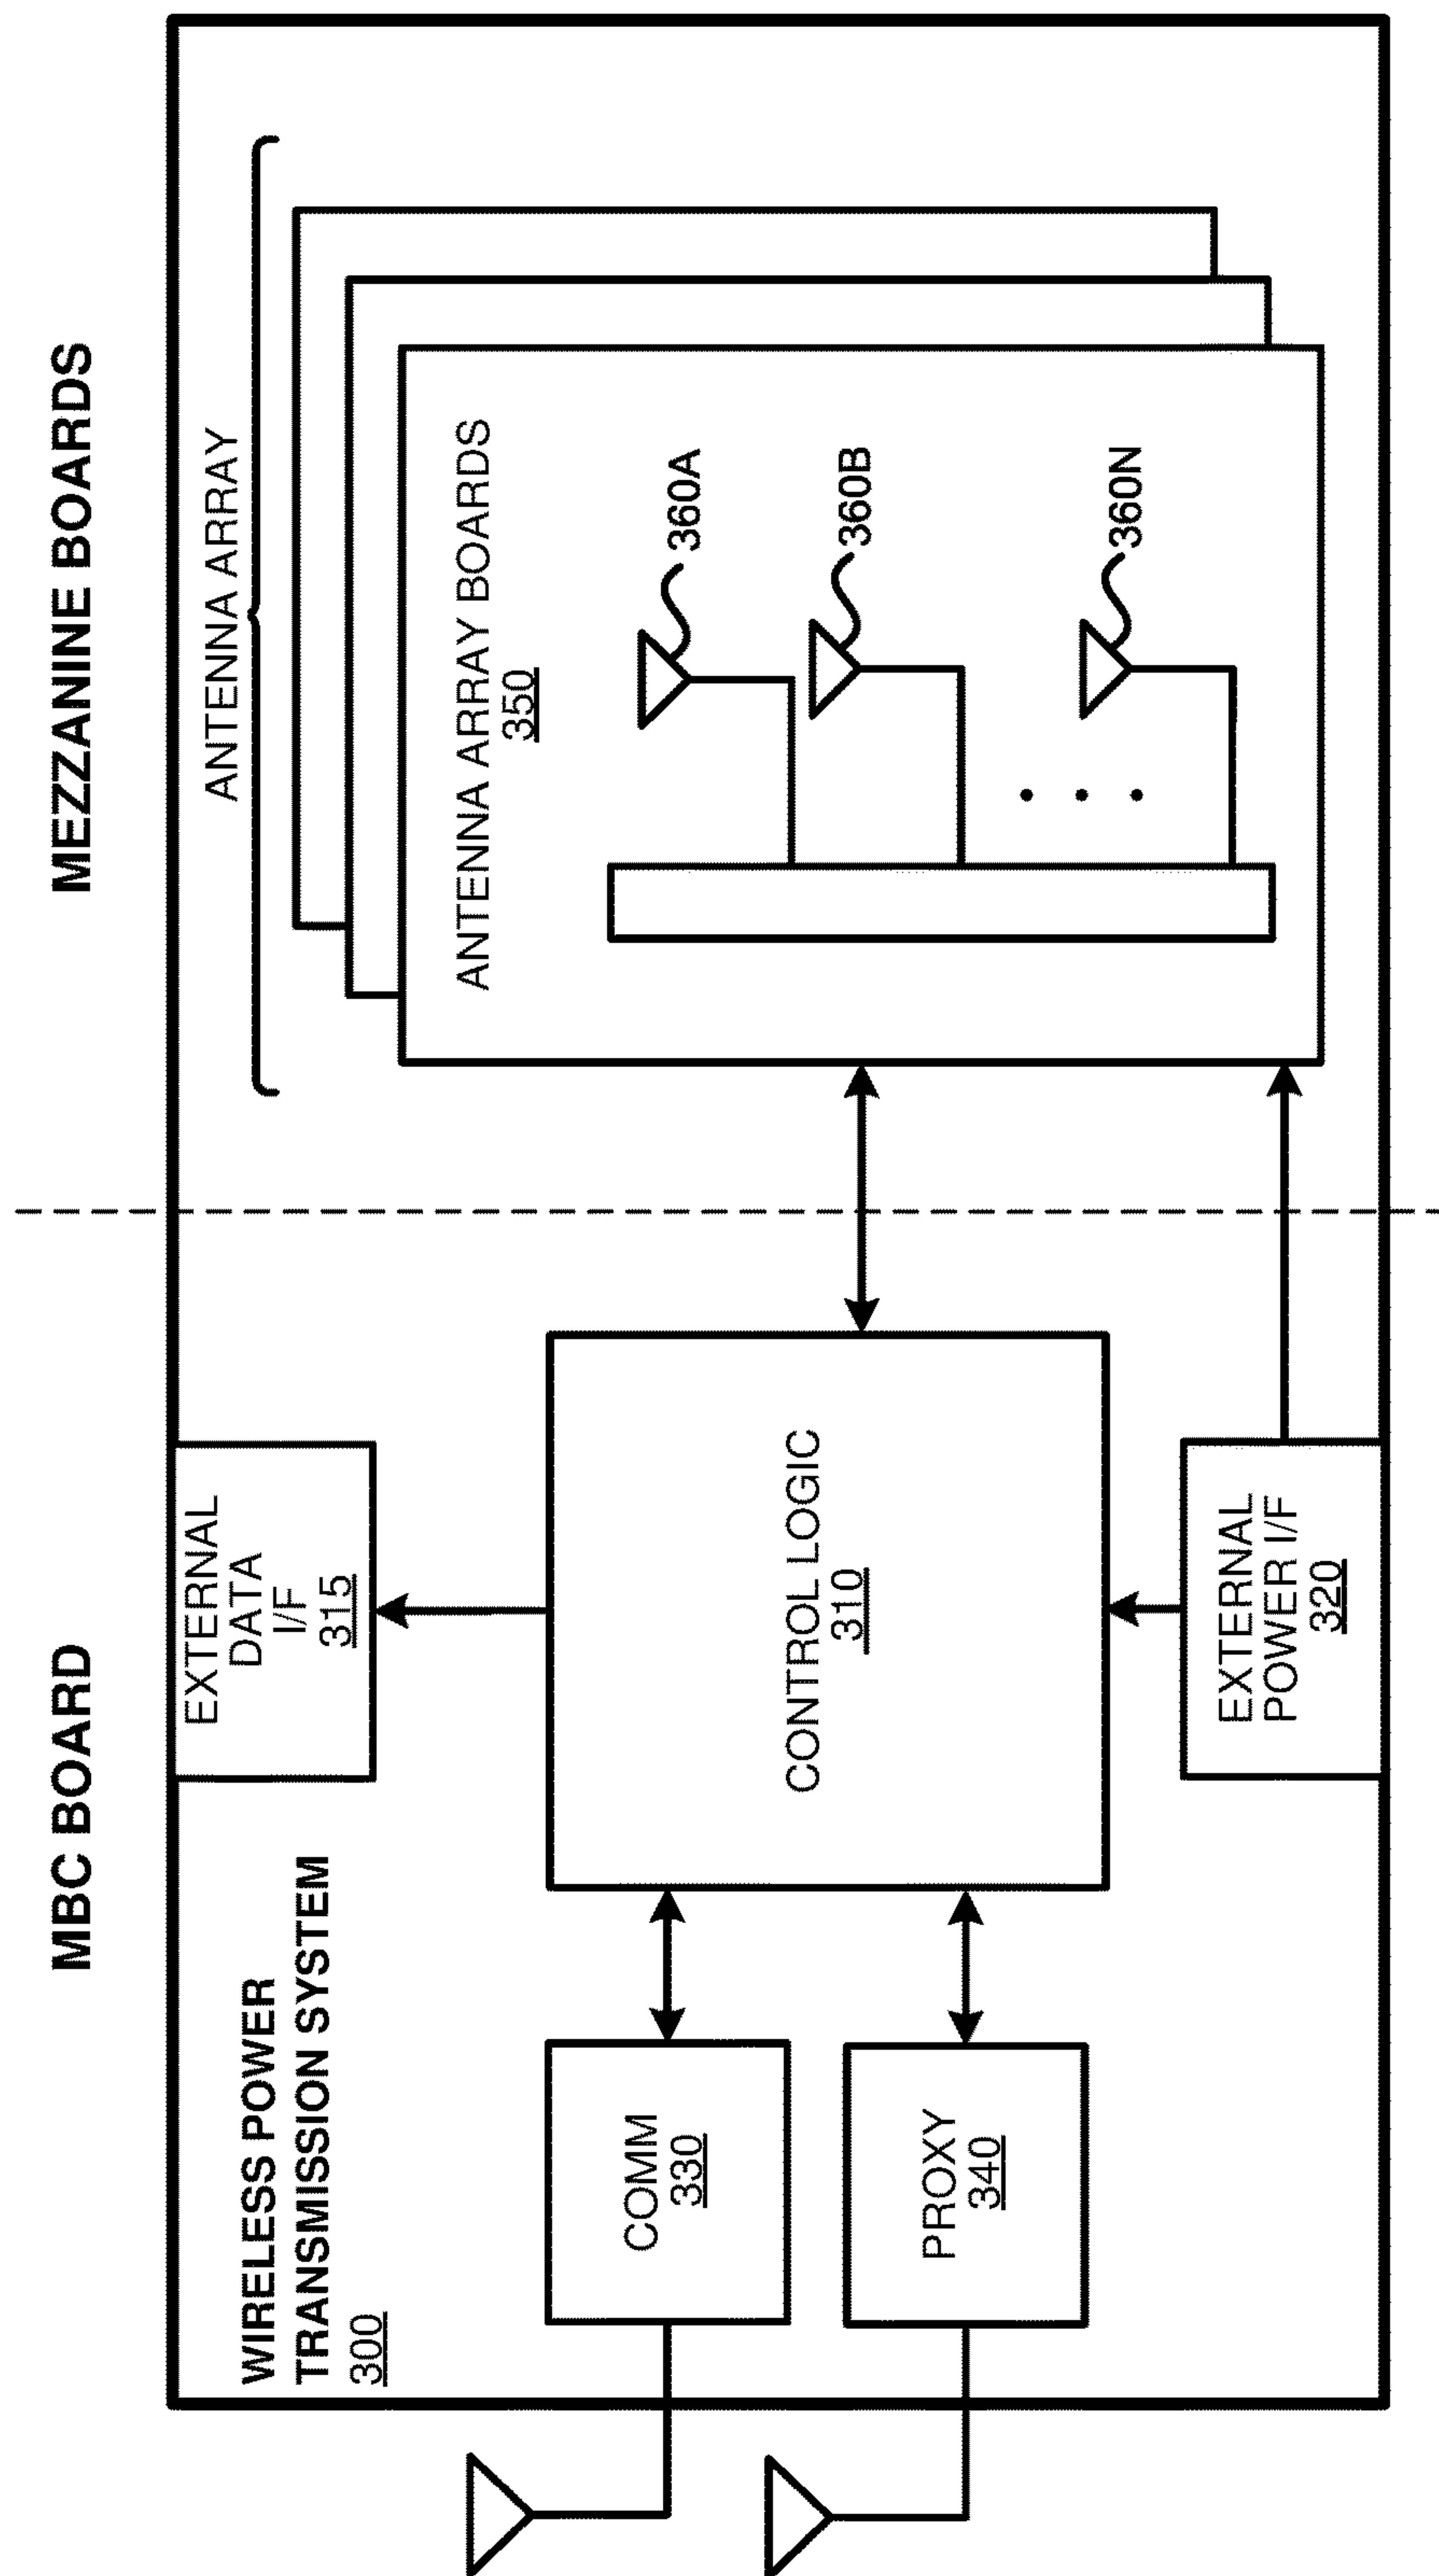 MBC BOARD
MEZZANINE BOARDS
WIRELESS POWER
TRANSMISSION SYSTEM
300
EXTERNAL
DATA
I/F
315
ANTENNA ARRAY
COMM
330
PROXY
340
CONTROL LOGIC
310
EXTERNAL
POWER I/F
320
ANTENNA ARRAY BOARDS
350
360A
360B
360N